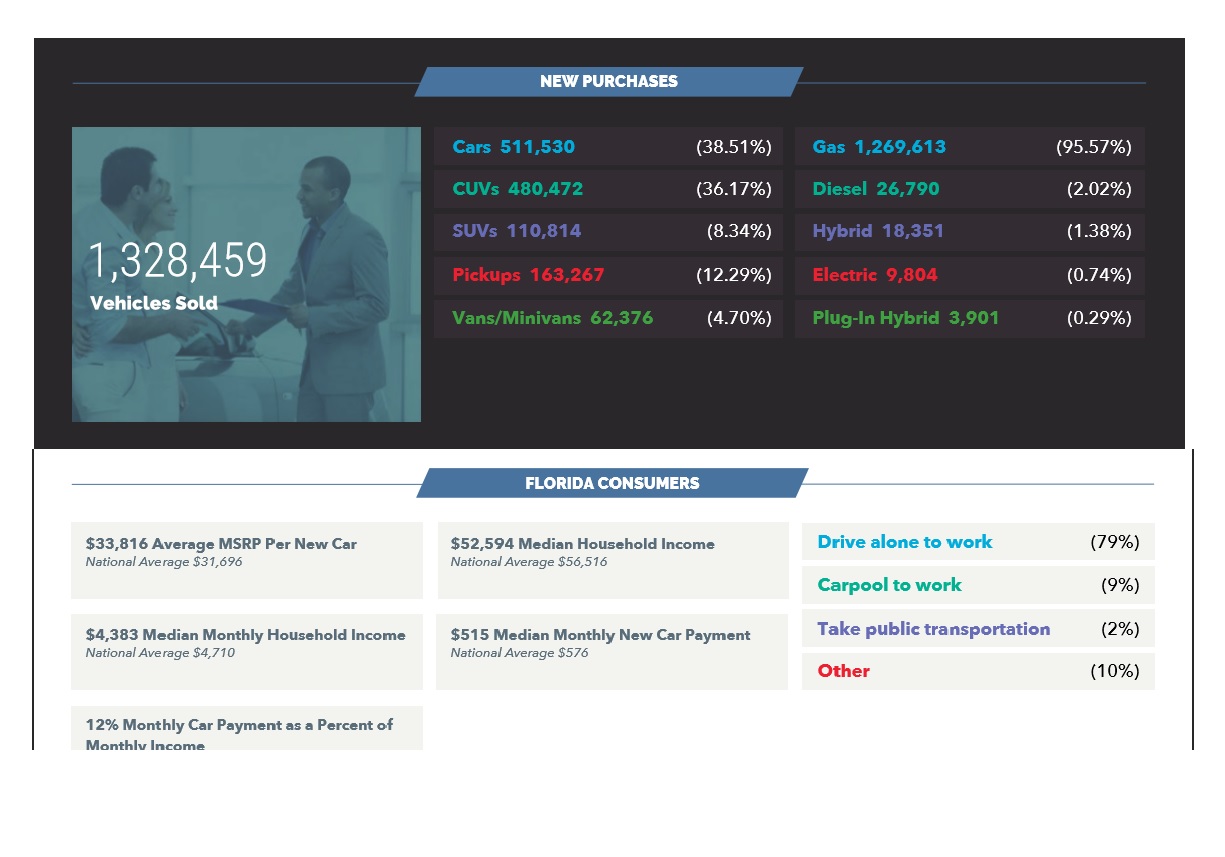 NEW PURCHASES
1,328,459
Vehicles Sold
Cars 511,530 (38.51%)
CUVs 480,472 (36.17%)
SUVs 110,814 (8.34%)
Pickups 163,267 (12.29%)
Vans/Minivans 62,376 (4.70%)
Gas 1,269,613 (95.57%)
Diesel 26,790 (2.02%)
Hybrid 18,351 (1.38%)
Electric 9,804 (0.74%)
Plug-In Hybrid 3,901 (0.29%)
FLORIDA CONSUMERS
$33,816 Average MSRP Per New Car
National Average $31,696
$52,594 Median Household Income
National Average $56,516
$4,383 Median Monthly Household Income
National Average $4,710
$515 Median Monthly New Car Payment
National Average $576
12% Monthly Car Payment as a Percent of
Monthly Income
Drive alone to work (79%)
Carpool to work (9%)
Take public transportation (2%)
Other (10%)